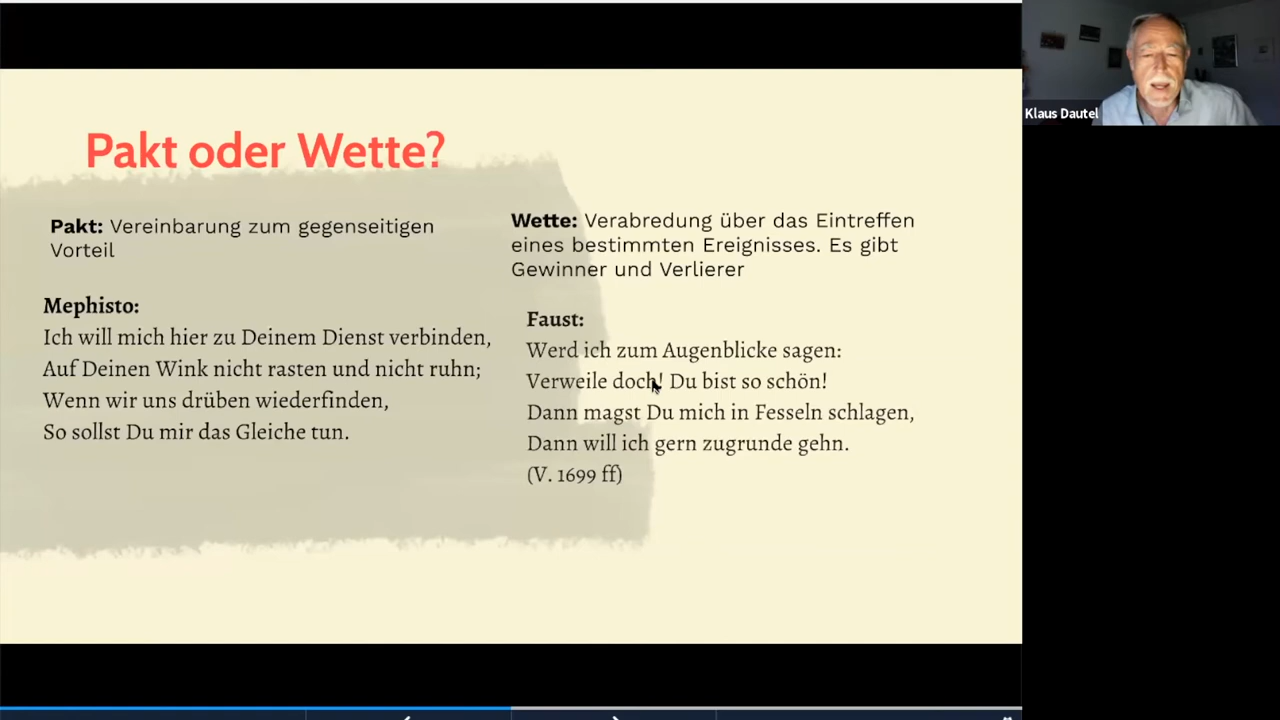 Pakt oder Wette?
Pakt: Vereinbarung zum gegenseitigen
Vorteil
Mephisto:
Ich will mich hier zu Deinem Dienst verbinden,
Auf Deinen Wink nicht rasten und nicht ruhn;
Wenn wir uns drüben wiederfinden,
So sollst Du mir das Gleiche tun.
Wette: Verabredung über das Eintreffen
eines bestimmten Ereignisses. Es gibt
Gewinner und Verlierer
Faust:
Werd ich zum Augenblicke sagen:
Verweile doch! Du bist so schön!
Dann magst Du mich in Fesseln schlagen,
Dann will ich gern zugrunde gehn.
(V. 1699 ff)
Klaus Dautel